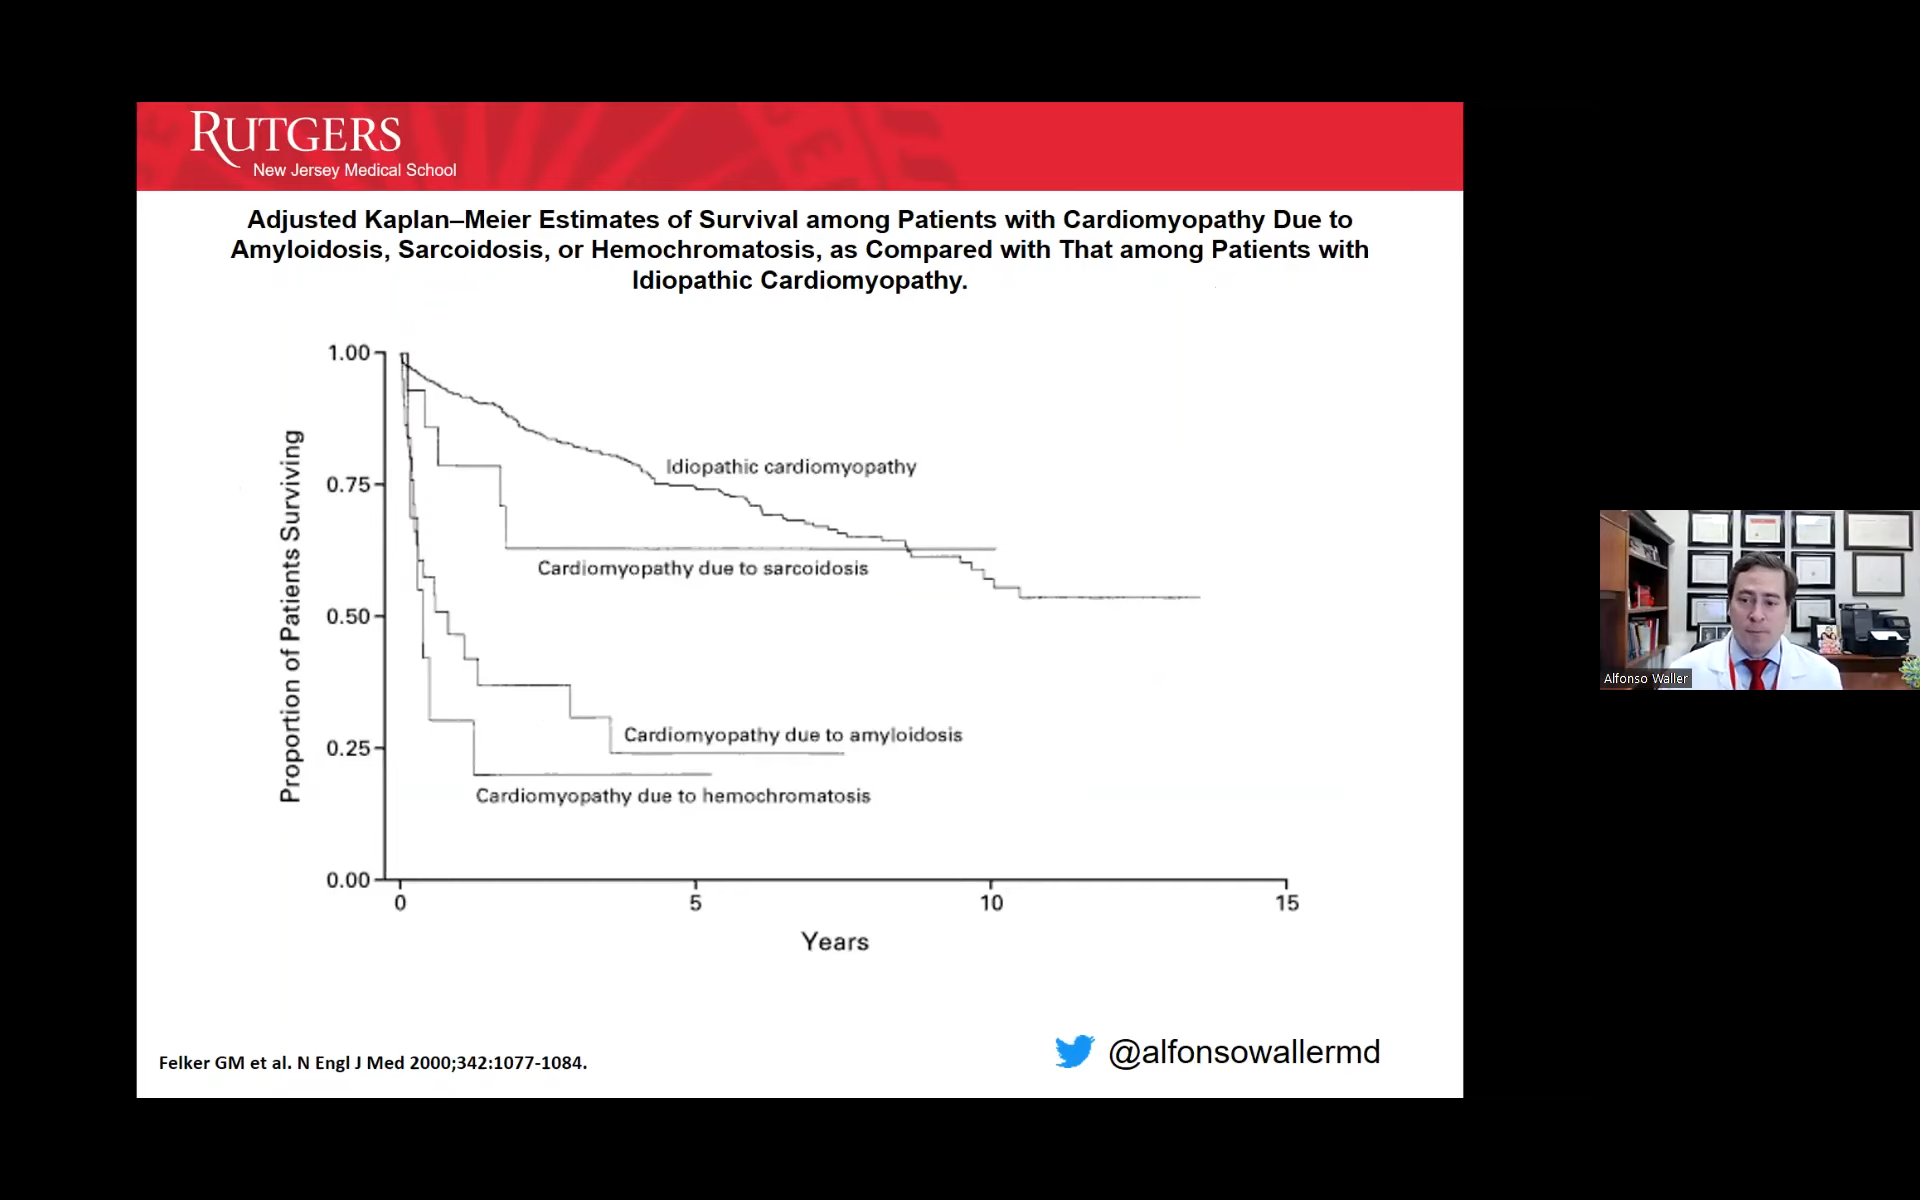 RUTGERS
New Jersey Medical School
Adjusted Kaplan–Meier Estimates of Survival among Patients with Cardiomyopathy Due to
Amyloidosis, Sarcoidosis, or Hemochromatosis, as Compared with That among Patients with
Idiopathic Cardiomyopathy.
Proportion of Patients Surviving
1.00
0.75
0.50
0.25
0.00
Idiopathic cardiomyopathy
Cardiomyopathy due to sarcoidosis
Cardiomyopathy due to amyloidosis
Cardiomyopathy due to hemochromatosis
0 5 10 15
Years
Felker GM et al. N Engl J Med 2000;342:1077-1084.
@alfonsowallermd
Alfonso Waller